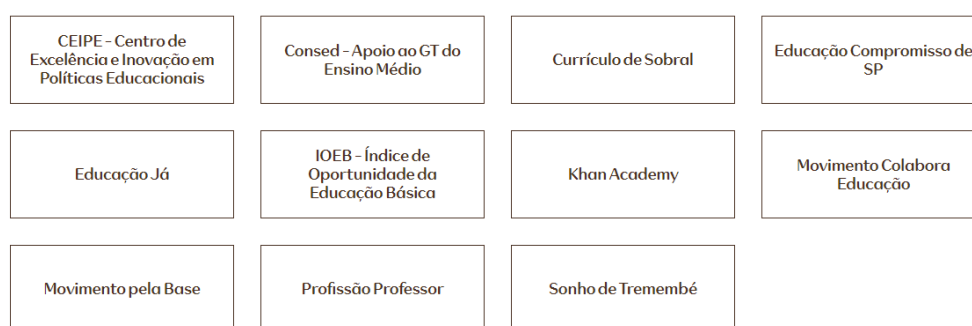 CEIPE - Centro de
Excelência e Inovação em
Políticas Educacionais
Consed - Apoio ao GT do
Ensino Médio
Currículo de Sobral
Educação Compromisso de
SP
Educação Já
IOEB - Índice de
Oportunidade da
Educação Básica
Khan Academy
Movimento Colabora
Educação
Movimento pela Base
Profissão Professor
Sonho de Tremembé